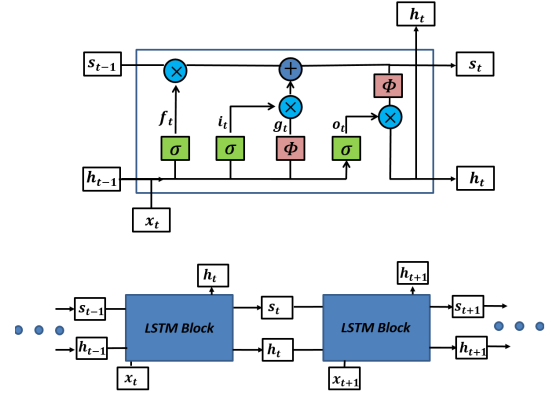 h_t
s_{t-1} × + s_t
Φ
f_t i_t × g_t o_t ×
σ σ Φ σ
h_{t-1} h_t
x_t
h_t h_{t+1}
s_{t-1} s_t s_{t+1}
LSTM Block LSTM Block
h_{t-1} h_t h_{t+1}
x_t x_{t+1}